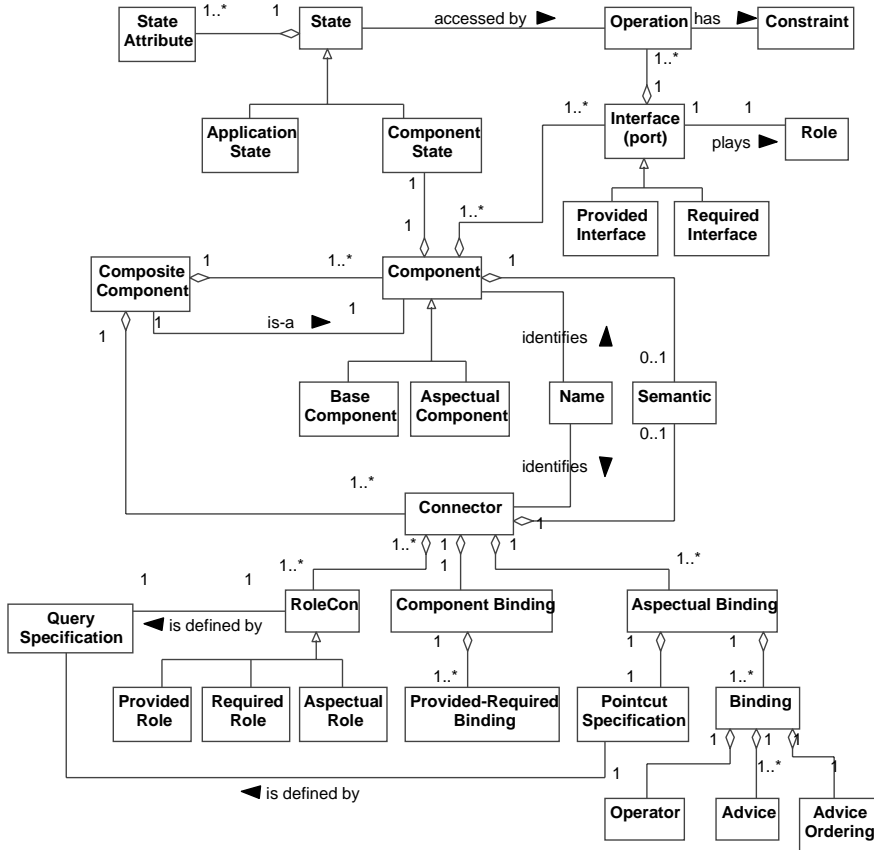 State
Attribute
1..*
1
State
accessed by
Operation
has
Constraint
1..*
1
Application
State
Component
State
1..*
Interface
(port)
1
1
plays
Role
1
1
1..*
Provided
Interface
Required
Interface
Composite
Component
1
1..*
Component
1
1
1
is-a
1
identifies
0..1
Base
Component
Aspectual
Component
Name
Semantic
0..1
identifies
1..*
Connector
1
1..*
1
1
1
1..*
1..*
1
1
Query
Specification
is defined by
RoleCon
Component Binding
Aspectual Binding
1
1
1
1..*
1
1..*
Provided
Role
Required
Role
Aspectual
Role
Provided-Required
Binding
Pointcut
Specification
Binding
1
1
1
1
1..*
1
is defined by
Operator
Advice
Advice
Ordering